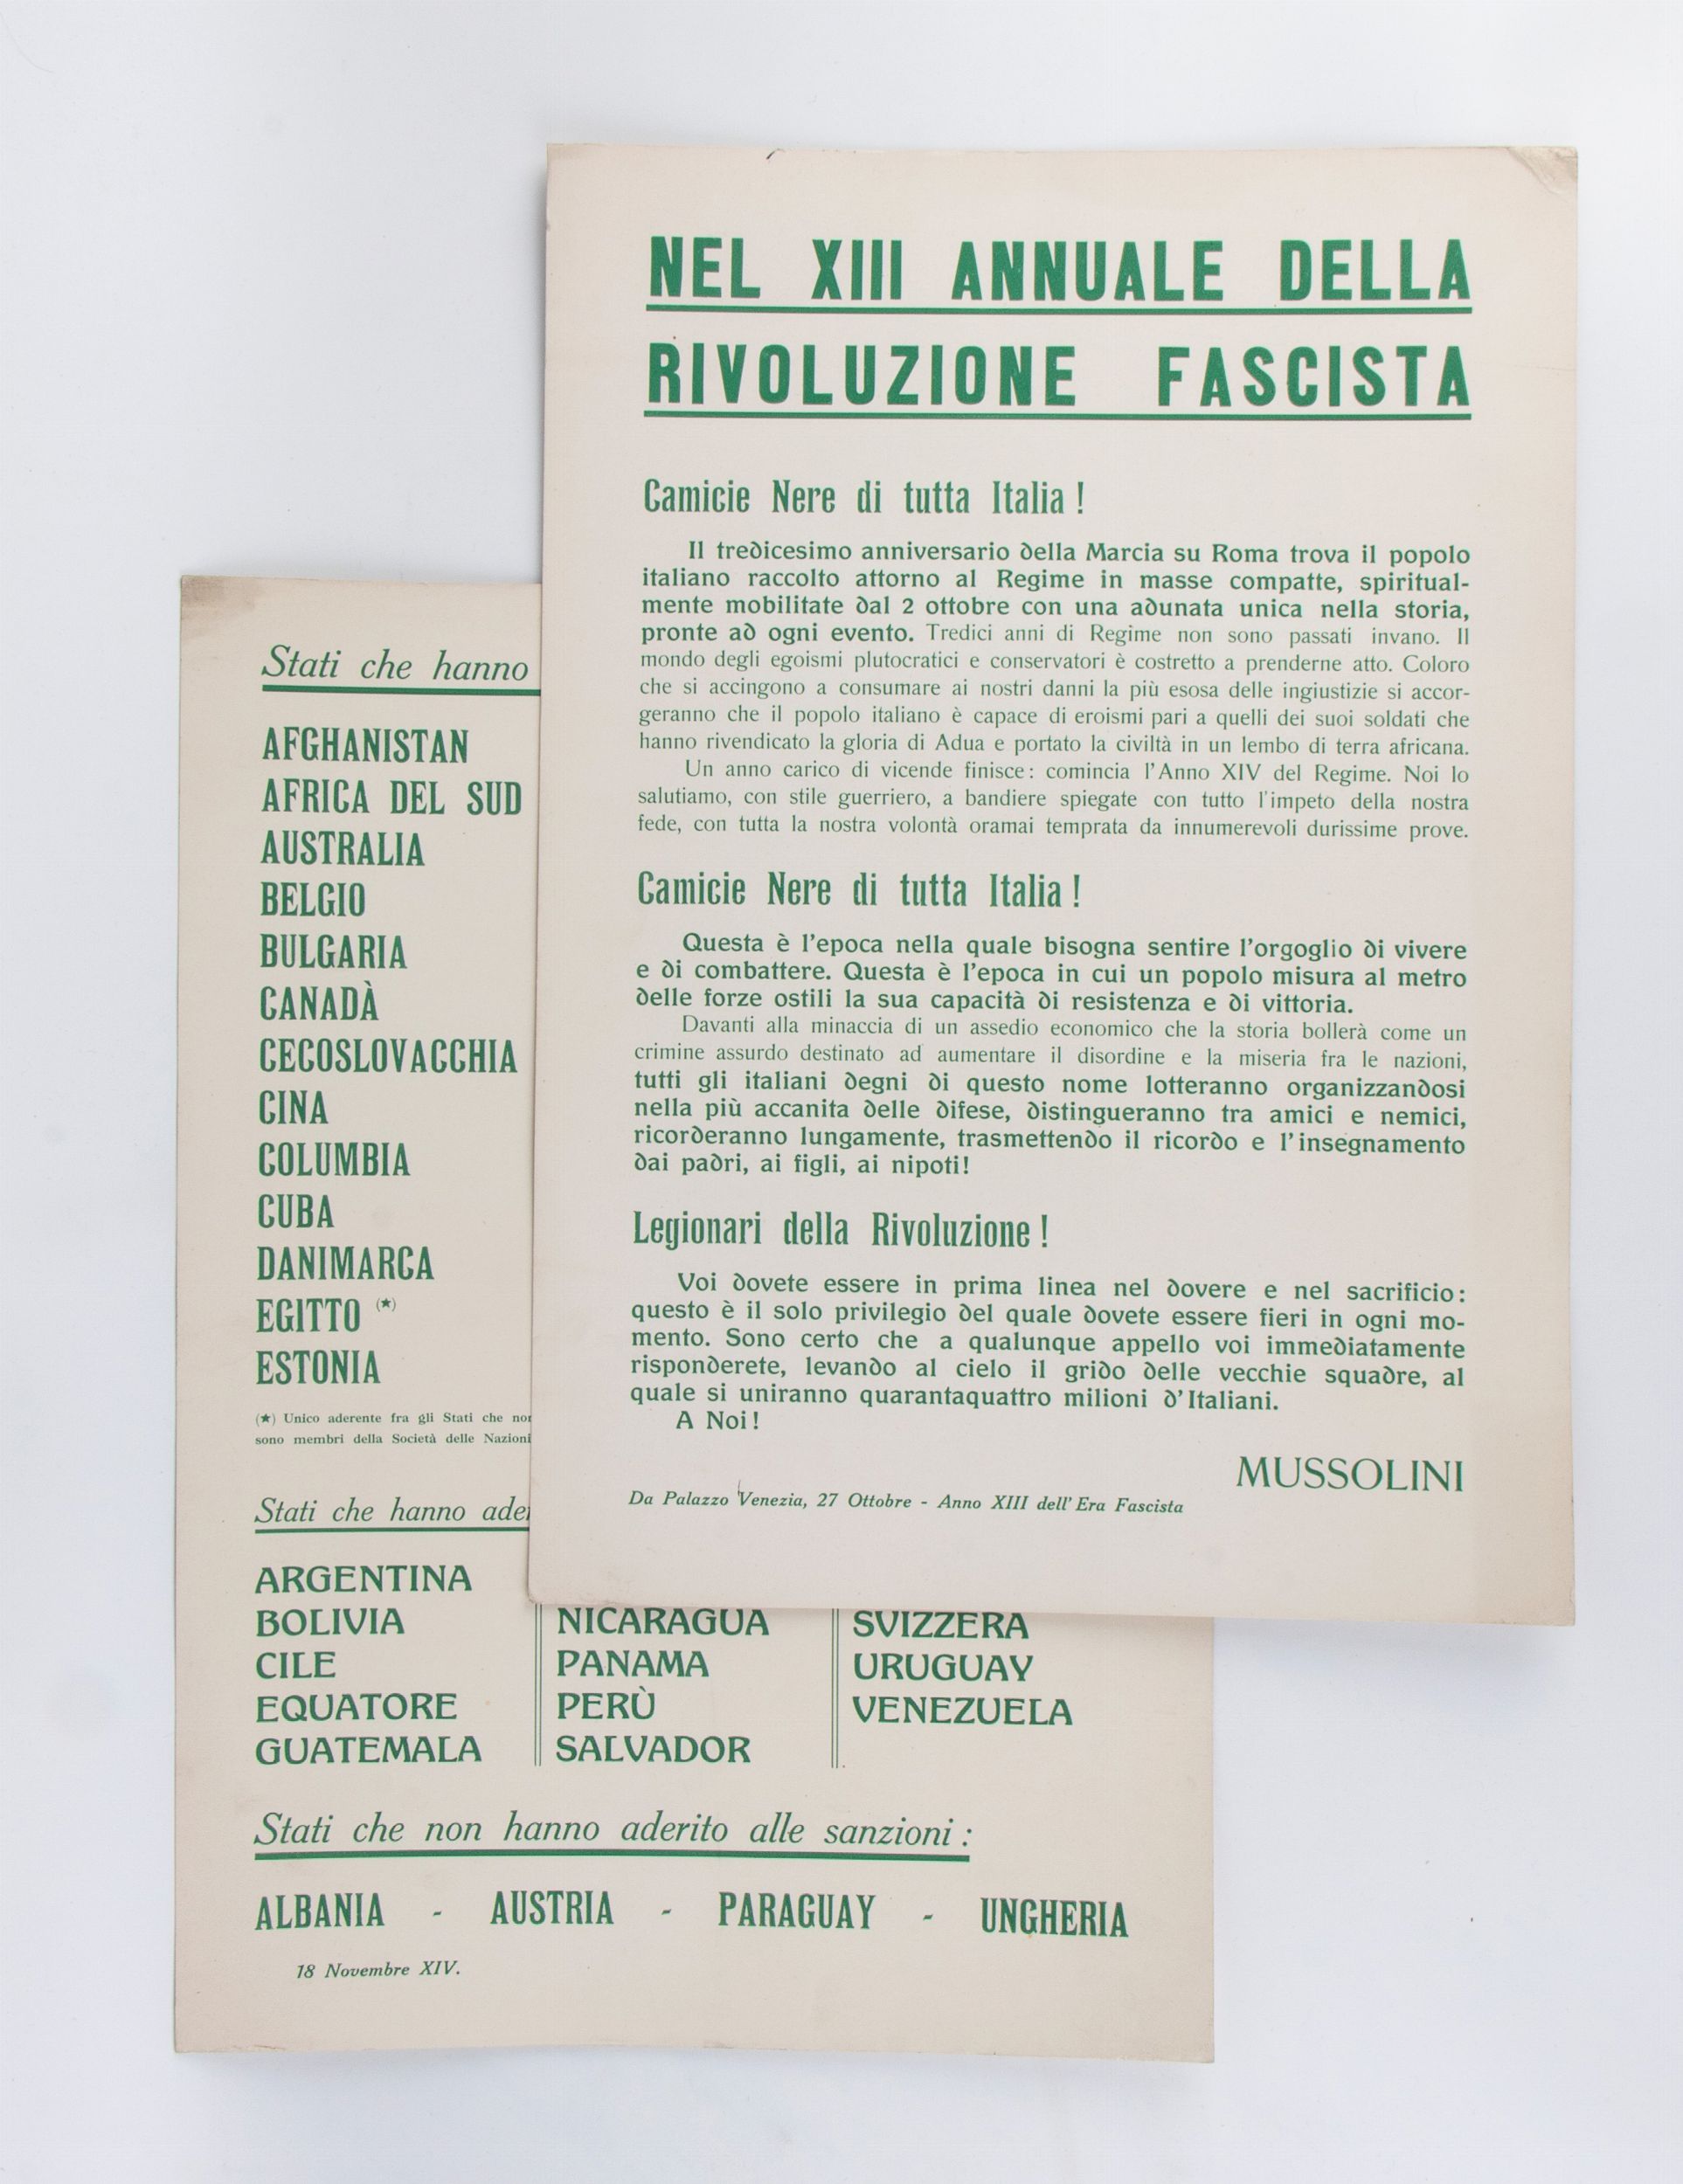 NEL XIII ANNUALE DELLA
RIVOLUZIONE FASCISTA
Camicie Nere di tutta Italia !
Il tredicesimo anniversario della Marcia su Roma trova il popolo
italiano raccolto attorno al Regime in masse compatte, spiritual-
mente mobilitate dal 2 ottobre con una adunata unica nella storia,
pronte ad ogni evento. Tredici anni di Regime non sono passati invano. Il
mondo degli egoismi plutocratici e conservatori è costretto a prenderne atto. Coloro
che si accingono a consumare ai nostri danni la più esosa delle ingiustizie si accor-
geranno che il popolo italiano è capace di eroismi pari a quelli dei suoi soldati che
hanno rivendicato la gloria di Adua e portato la civiltà in un lembo di terra africana.
Un anno carico di vicende finisce: comincia l'Anno XIV del Regime. Noi lo
salutiamo, con stile guerriero, a bandiere spiegate con tutto l'impeto della nostra
fede, con tutta la nostra volontà oramai temprata da innumerevoli durissime prove.
Camicie Nere di tutta Italia !
Questa è l'epoca nella quale bisogna sentire l'orgoglio di vivere
e di combattere. Questa è l'epoca in cui un popolo misura al metro
delle forze ostili la sua capacità di resistenza e di vittoria.
Davanti alla minaccia di un assedio economico che la storia bollerà come un
crimine assurdo destinato ad aumentare il disordine e la miseria fra le nazioni,
tutti gli italiani degni di questo nome lotteranno organizzandosi
nella più accanita delle difese, distingueranno tra amici e nemici,
ricorderanno lungamente, trasmettendo il ricordo e l'insegnamento
dai padri, ai figli, ai nipoti!
Legionari della Rivoluzione !
Voi dovete essere in prima linea nel dovere e nel sacrificio:
questo è il solo privilegio del quale dovete essere fieri in ogni mo-
mento. Sono certo che a qualunque appello voi immediatamente
risponderete, levando al cielo il grido delle vecchie squadre, al
quale si uniranno quarantaquattro milioni d'Italiani.
A Noi!
MUSSOLINI
Da Palazzo Venezia, 27 Ottobre - Anno XIII dell'Era Fascista
Stati che hanno
AFGHANISTAN
AFRICA DEL SUD
AUSTRALIA
BELGIO
BULGARIA
CANADÀ
CECOSLOVACCHIA
CINA
COLUMBIA
CUBA
DANIMARCA
EGITTO (★)
ESTONIA
(★) Unico aderente fra gli Stati che
sono membri della Società delle Nazioni
Stati che hanno
ARGENTINA
BOLIVIA
CILE
EQUATORE
GUATEMALA
NICARAGUA
PANAMA
PERÙ
SALVADOR
SVIZZERA
URUGUAY
VENEZUELA
Stati che non hanno aderito alle sanzioni :
ALBANIA - AUSTRIA - PARAGUAY - UNGHERIA
18 Novembre XIV.